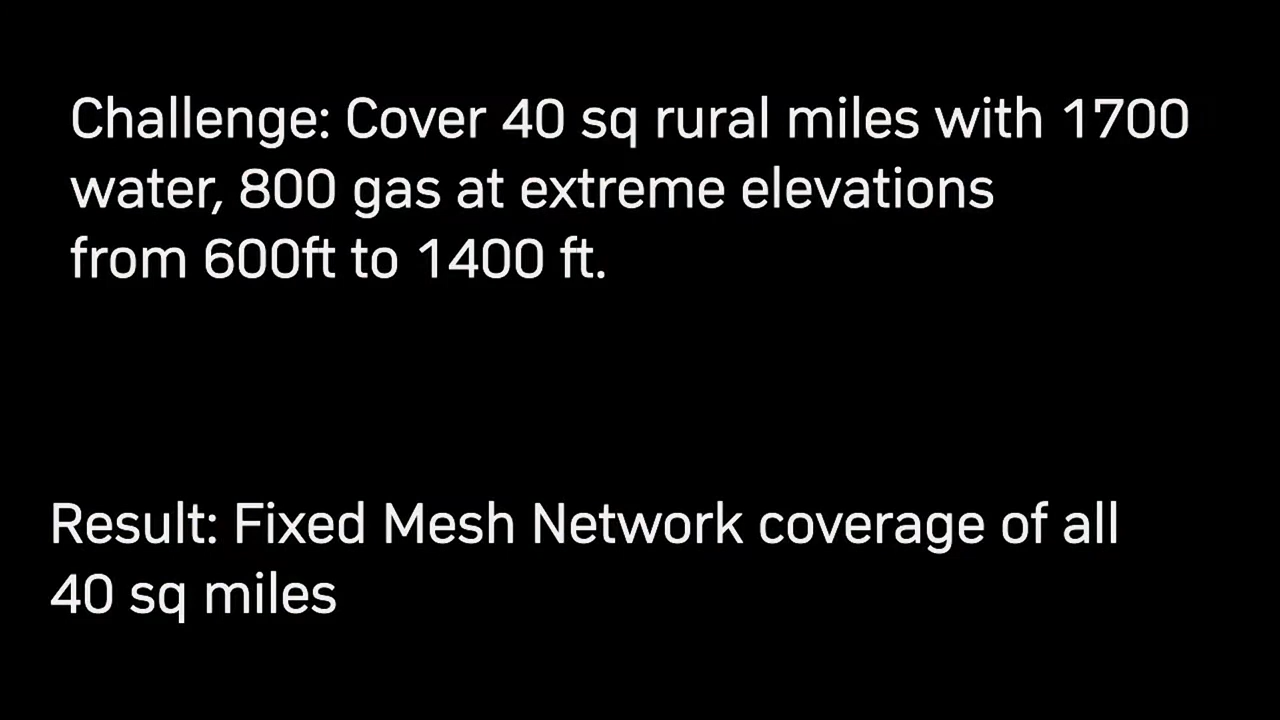 Challenge: Cover 40 sq rural miles with 1700
water, 800 gas at extreme elevations
from 600ft to 1400 ft.
Result: Fixed Mesh Network coverage of all
40 sq miles